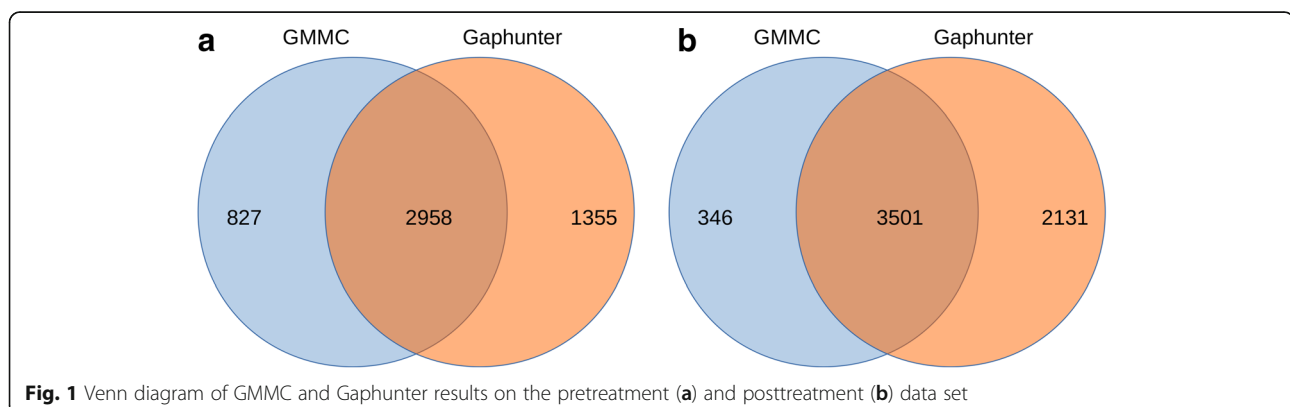 a GMMC Gaphunter
827 2958 1355
b GMMC Gaphunter
346 3501 2131
Fig. 1 Venn diagram of GMMC and Gaphunter results on the pretreatment (a) and posttreatment (b) data set